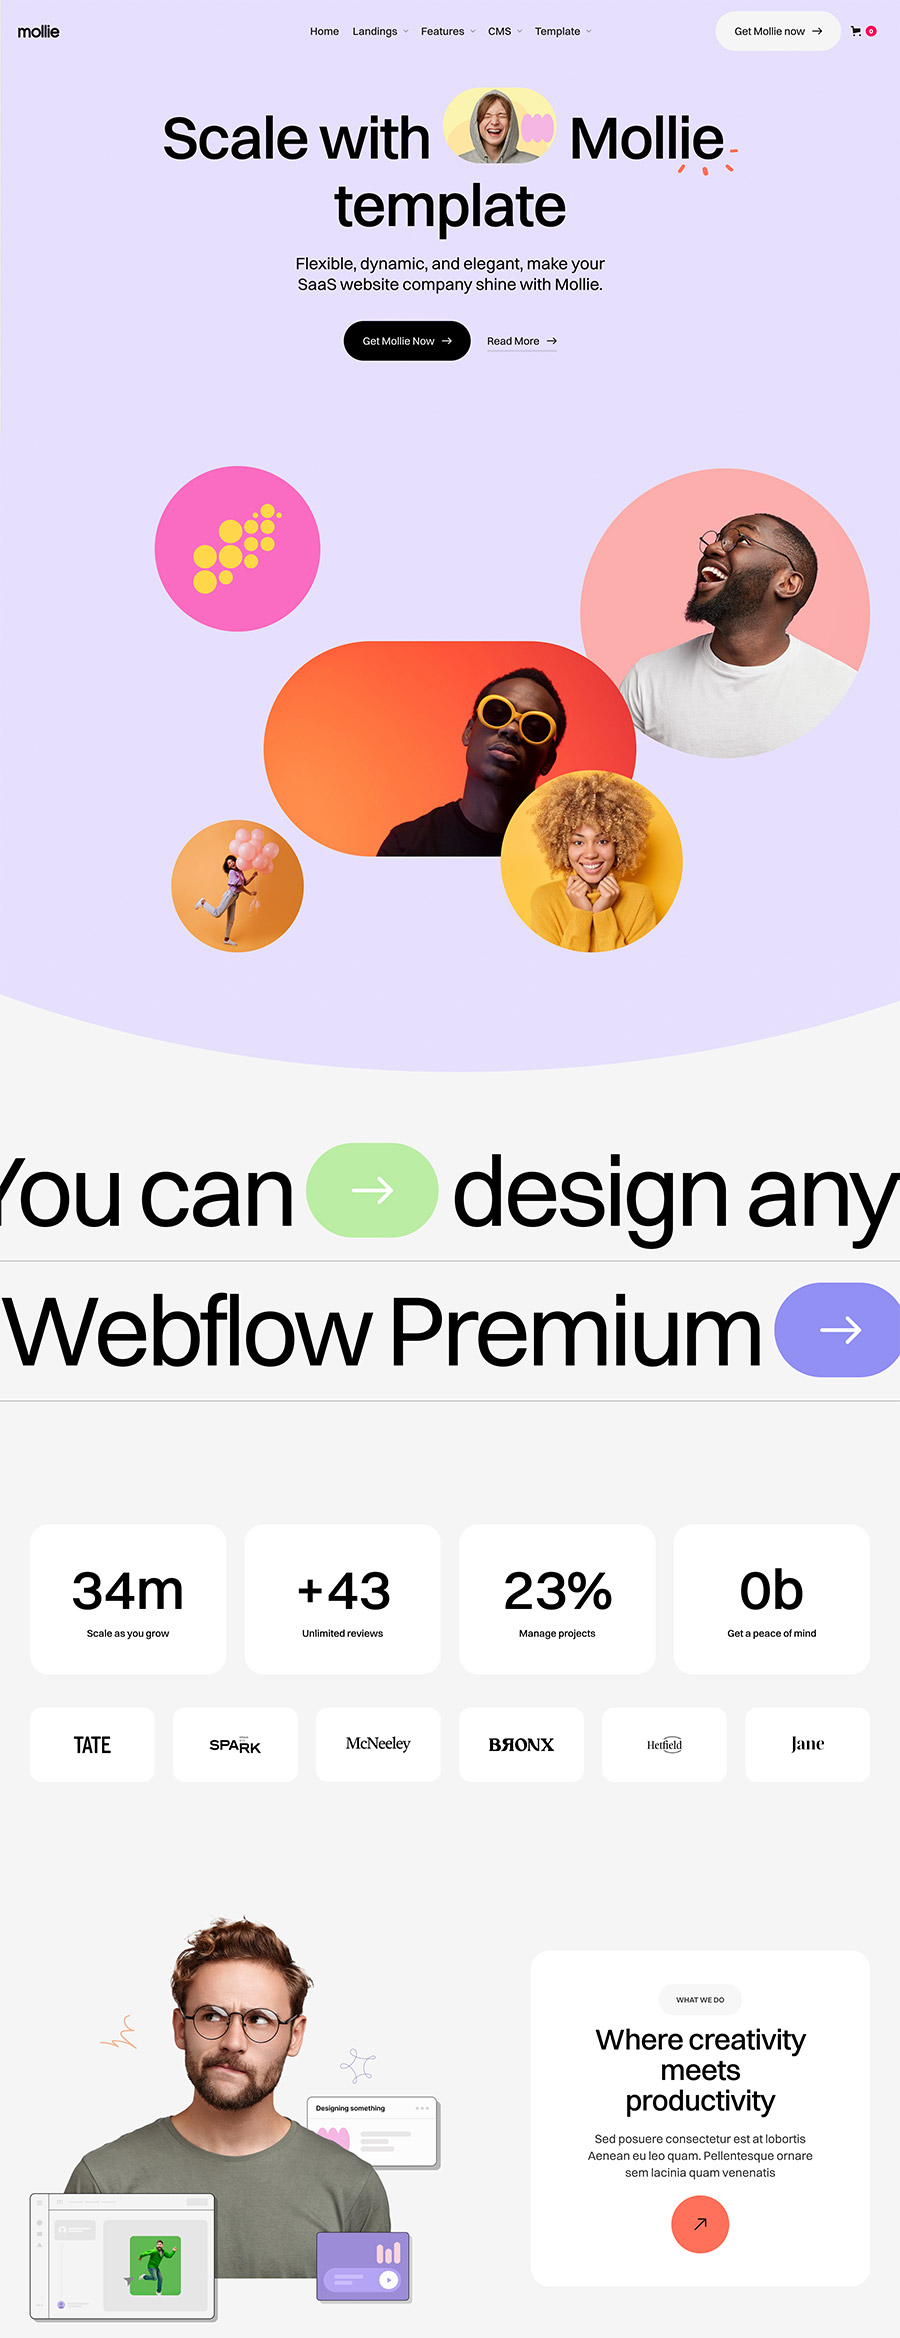 mollie
Home Landings Features CMS Template
Get Mollie now
0
Scale with Mollie
template
Flexible, dynamic, and elegant, make your
SaaS website company shine with Mollie.
Get Mollie Now Read More
You can design any
Webflow Premium
34m
Scale as you grow
+43
Unlimited reviews
23%
Manage projects
0b
Get a peace of mind
TATE
SPARK
McNeeley
BЯONX
Hetfield
Jane
Designing something
WHAT WE DO
Where creativity
meets
productivity
Sed posuere consectetur est at lobortis
Aenean eu leo quam. Pellentesque ornare
sem lacinia quam venenatis